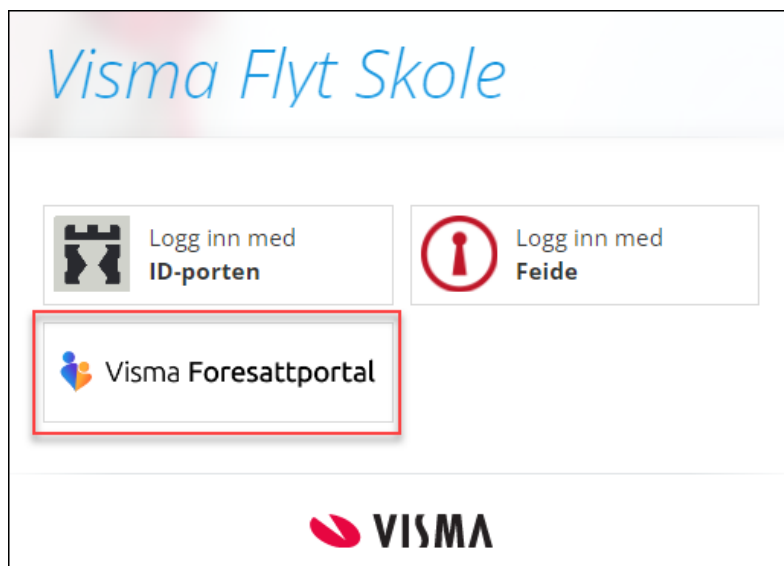 Visma Flyt Skole
Logg inn med
ID-porten
Logg inn med
Feide
Visma Foresattportal
VISMA